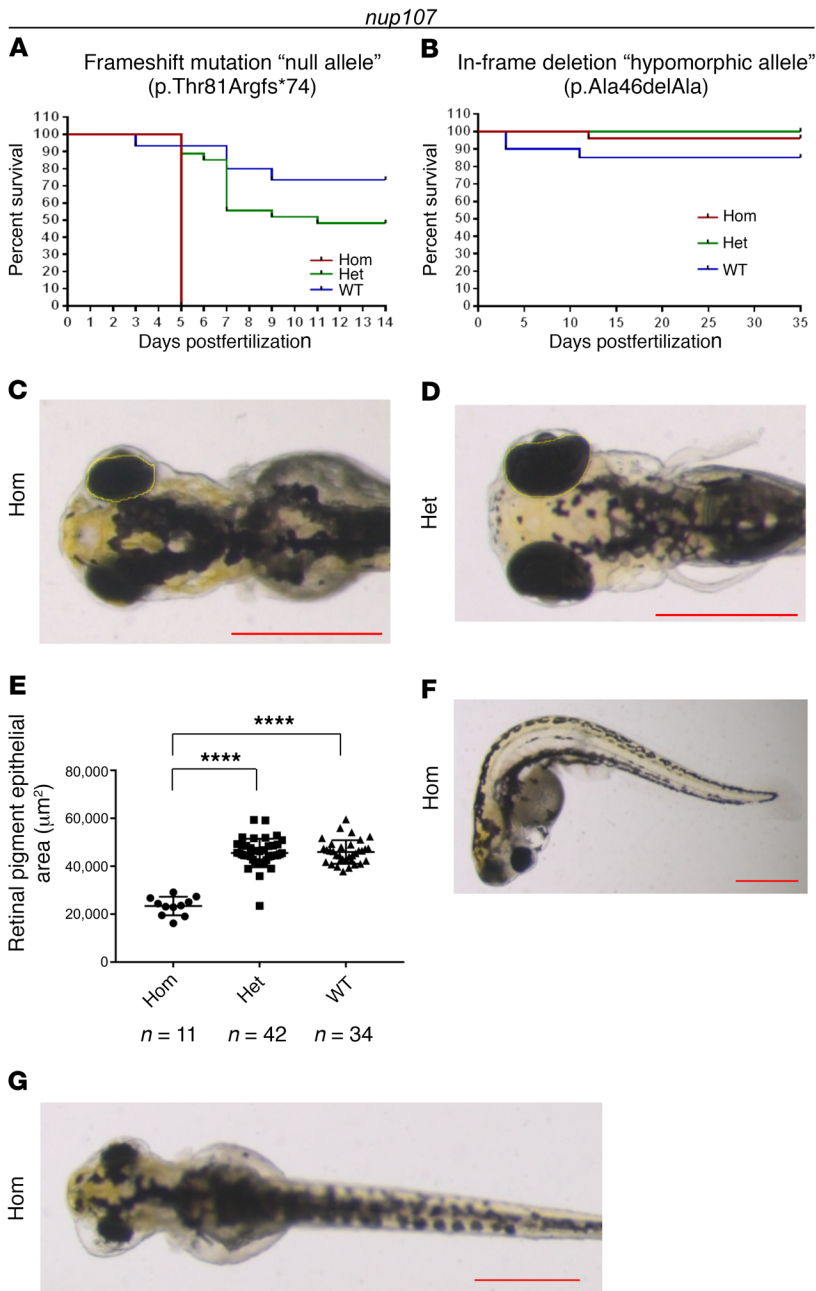 nup107
A
Frameshift mutation “null allele”
(p.Thr81Argfs*74)
110
100
90
80
70
60
50
40
30
20
10
0
Percent survival
Hom
Het
WT
0 1 2 3 4 5 6 7 8 9 10 11 12 13 14
Days postfertilization
B
In-frame deletion “hypomorphic allele”
(p.Ala46delAla)
110
100
90
80
70
60
50
40
30
20
10
0
Percent survival
Hom
Het
WT
0 5 10 15 20 25 30 35
Days postfertilization
C
Hom
D
Het
E
****
****
80,000
60,000
40,000
20,000
0
Retinal pigment epithelial
area (μm²)
Hom Het WT
n = 11 n = 42 n = 34
F
Hom
G
Hom